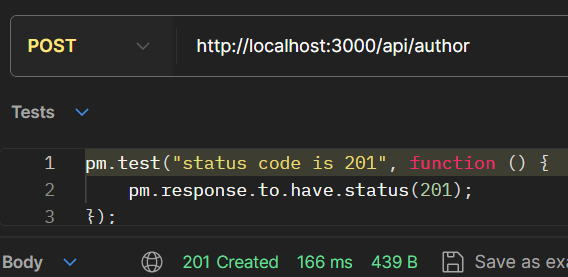 POST http://localhost:3000/api/author
Tests
1 pm.test("status code is 201", function () {
2 pm.response.to.have.status(201);
3 });
Body 201 Created 166 ms 439 B Save as exa